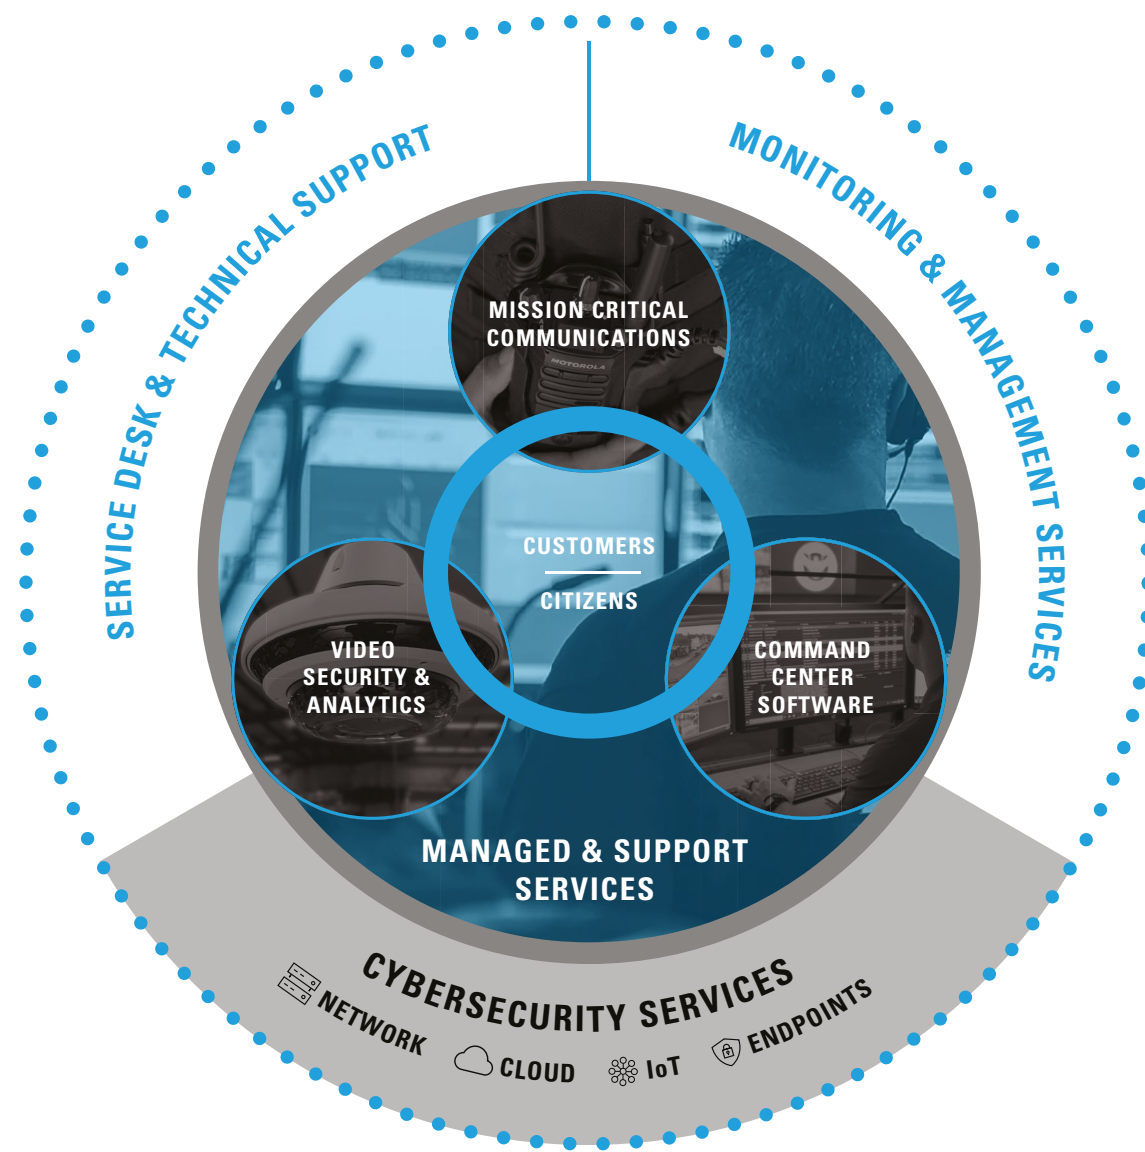 SERVICE DESK & TECHNICAL SUPPORT
MONITORING & MANAGEMENT SERVICES
MISSION CRITICAL
COMMUNICATIONS
MOTOROLA
CUSTOMERS
CITIZENS
VIDEO
SECURITY &
ANALYTICS
COMMAND
CENTER
SOFTWARE
MANAGED & SUPPORT
SERVICES
CYBERSECURITY SERVICES
NETWORK
CLOUD
IoT
ENDPOINTS